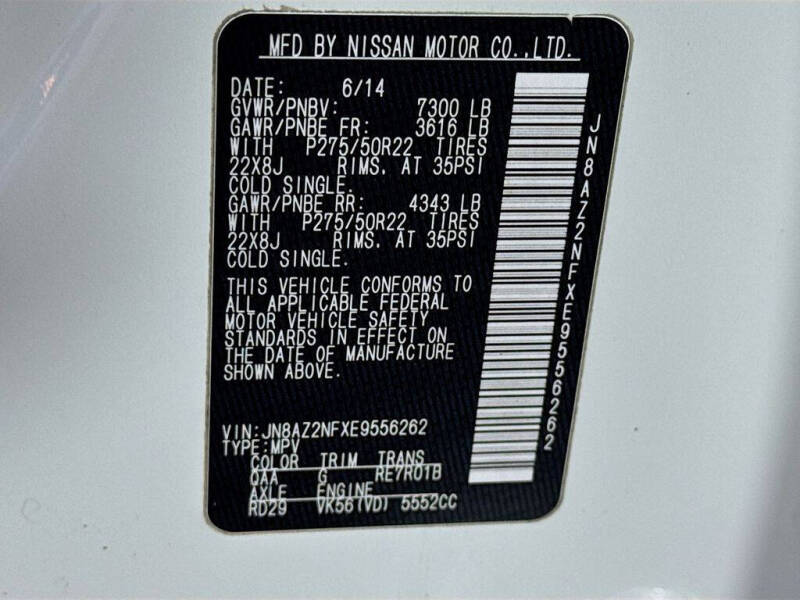 MFD BY NISSAN MOTOR CO.,LTD.
DATE: 6/14
GVWR/PNBV: 7300 LB
GAWR/PNBE FR: 3616 LB
WITH P275/50R22 TIRES
22X8J RIMS. AT 35PSI
COLD SINGLE.
GAWR/PNBE RR: 4343 LB
WITH P275/50R22 TIRES
22X8J RIMS. AT 35PSI
COLD SINGLE.
THIS VEHICLE CONFORMS TO
ALL APPLICABLE FEDERAL
MOTOR VEHICLE SAFETY
STANDARDS IN EFFECT ON
THE DATE OF MANUFACTURE
SHOWN ABOVE.
VIN:JN8AZ2NFXE9556262
TYPE:MPV
COLOR TRIM TRANS
QAA G RE7R01B
AXLE ENGINE
RD29 VK56(VD) 5552CC
JN8AZ2NFXE9556262